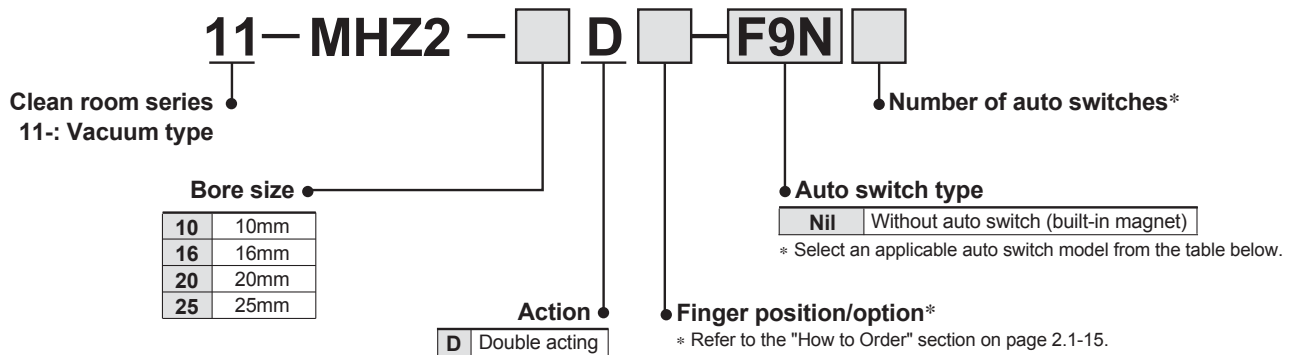 11－MHZ2－ D －F9N
Clean room series
11-: Vacuum type
Number of auto switches*
Bore size
10 10mm
16 16mm
20 20mm
25 25mm
Auto switch type
Nil Without auto switch (built-in magnet)
* Select an applicable auto switch model from the table below.
Action
D Double acting
Finger position/option*
* Refer to the "How to Order" section on page 2.1-15.